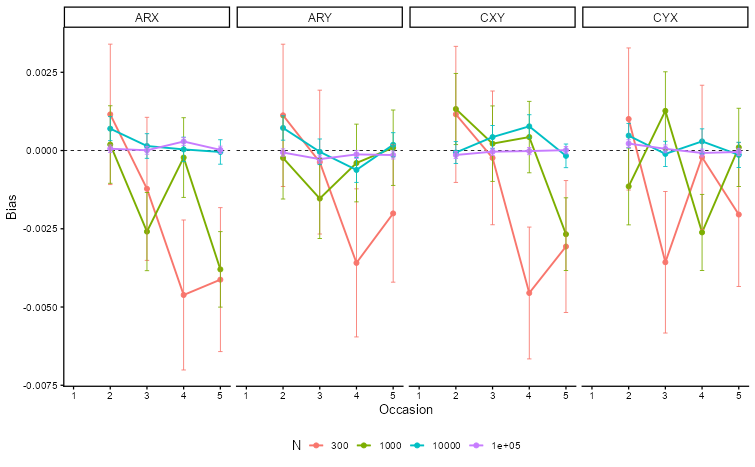 ARX ARY CXY CYX
Bias
0.0025
0.0000
-0.0025
-0.0050
-0.0075
1 2 3 4 5 1 2 3 4 5 1 2 3 4 5 1 2 3 4 5
Occasion
N 300 1000 10000 1e+05